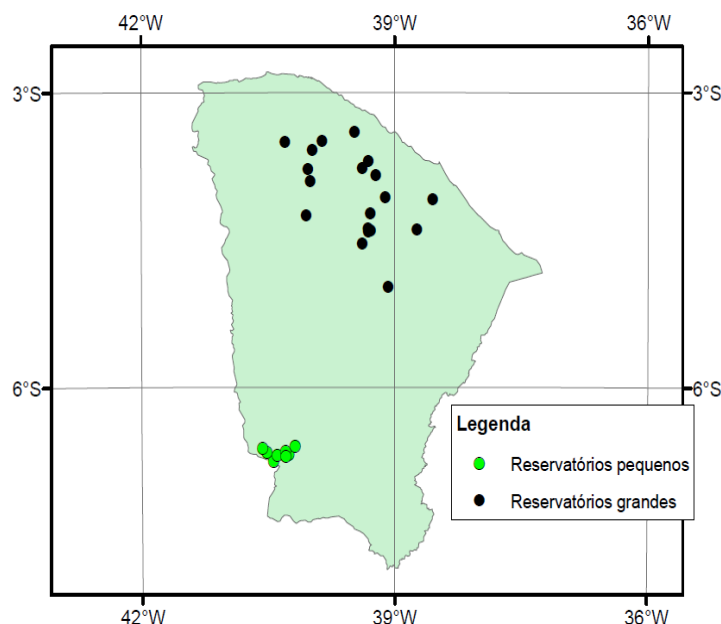 42°W 39°W 36°W
3°S 3°S
6°S 6°S
Legenda
Reservatórios pequenos
Reservatórios grandes
42°W 39°W 36°W